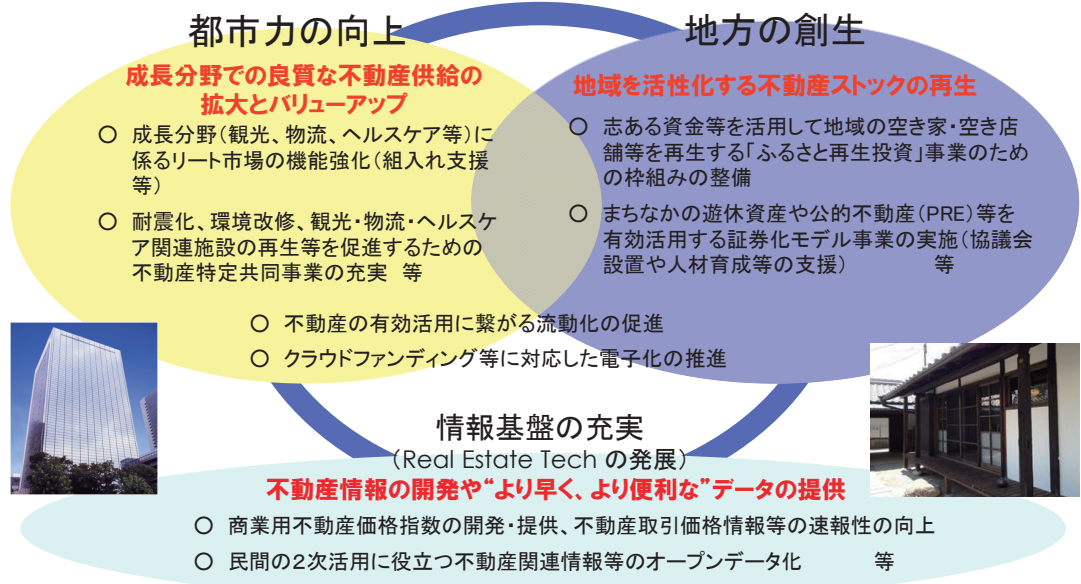 都市力の向上
成長分野での良質な不動産供給の
拡大とバリューアップ
○ 成長分野(観光、物流、ヘルスケア等)に
係るリート市場の機能強化(組入れ支援
等)
○ 耐震化、環境改修、観光・物流・ヘルスケ
ア関連施設の再生等を促進するための
不動産特定共同事業の充実 等
地方の創生
地域を活性化する不動産ストックの再生
○ 志ある資金等を活用して地域の空き家・空き店
舗等を再生する「ふるさと再生投資」事業のため
の枠組みの整備
○ まちなかの遊休資産や公的不動産(PRE)等を
有効活用する証券化モデル事業の実施(協議会
設置や人材育成等の支援) 等
○ 不動産の有効活用に繋がる流動化の促進
○ クラウドファンディング等に対応した電子化の推進
情報基盤の充実
(Real Estate Tech の発展)
不動産情報の開発や“より早く、より便利な”データの提供
○ 商業用不動産価格指数の開発・提供、不動産取引価格情報等の速報性の向上
○ 民間の2次活用に役立つ不動産関連情報等のオープンデータ化 等